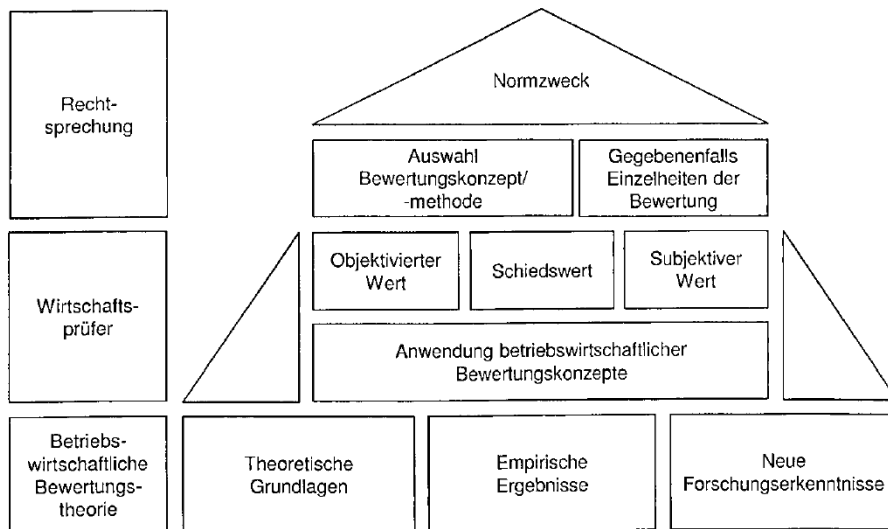 Recht-
sprechung
Normzweck
Auswahl
Bewertungskonzept/
-methode
Gegebenenfalls
Einzelheiten der
Bewertung
Wirtschafts-
prüfer
Objektivierter
Wert
Schiedswert
Subjektiver
Wert
Anwendung betriebswirtschaftlicher
Bewertungskonzepte
Betriebs-
wirtschaftliche
Bewertungs-
theorie
Theoretische
Grundlagen
Empirische
Ergebnisse
Neue
Forschungserkenntnisse